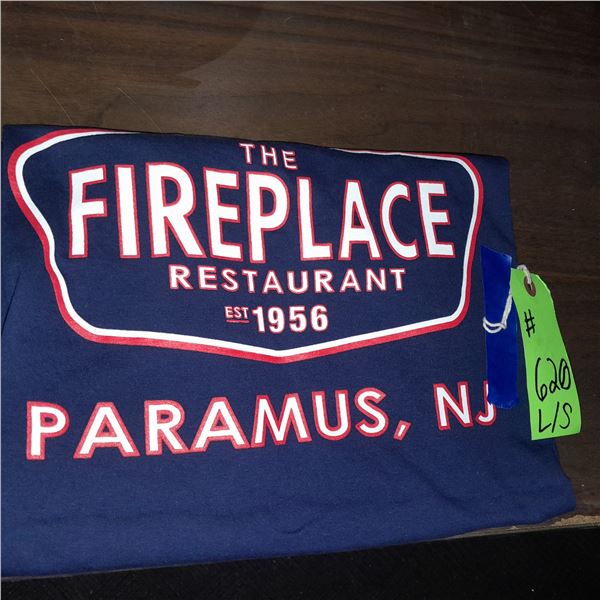 THE
FIREPLACE
RESTAURANT
EST 1956
PARAMUS, NJ
#
620
L/S